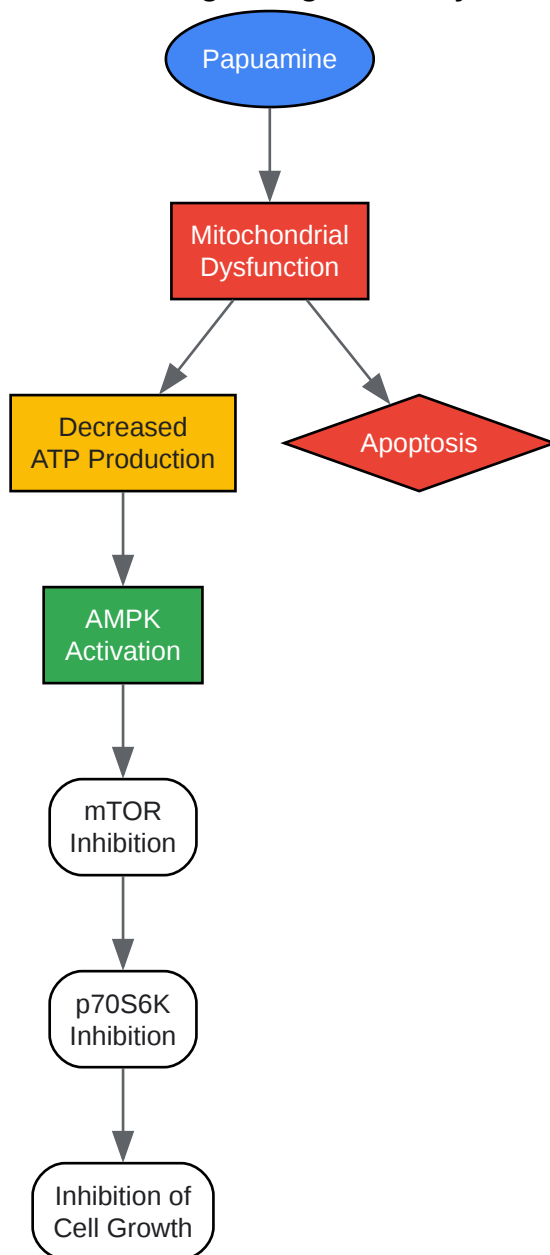 Papuamine
Mitochondrial
Dysfunction
Decreased
ATP Production
Apoptosis
AMPK
Activation
mTOR
Inhibition
p70S6K
Inhibition
Inhibition of
Cell Growth